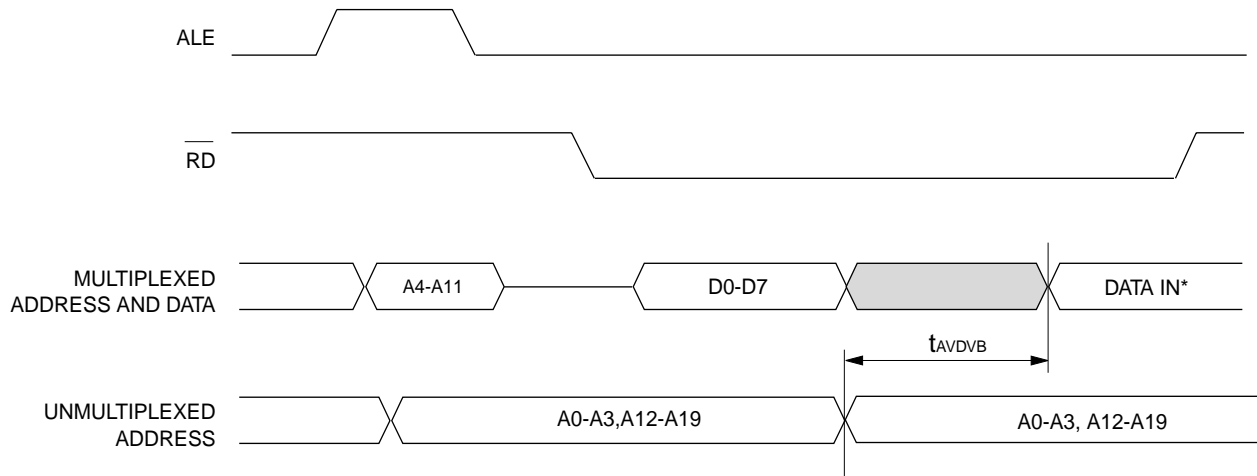 ALE
RD
MULTIPLEXED
ADDRESS AND DATA
A4-A11
D0-D7
DATA IN*
tAVDVB
UNMULTIPLEXED
ADDRESS
A0-A3,A12-A19
A0-A3, A12-A19